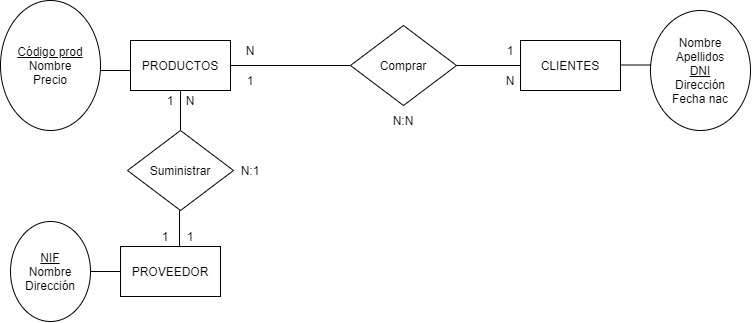 Código prod
Nombre
Precio
PRODUCTOS
N
1
Comprar
N:N
1
N
CLIENTES
Nombre
Apellidos
DNI
Dirección
Fecha nac
1 N
Suministrar
N:1
1 1
NIF
Nombre
Dirección
PROVEEDOR